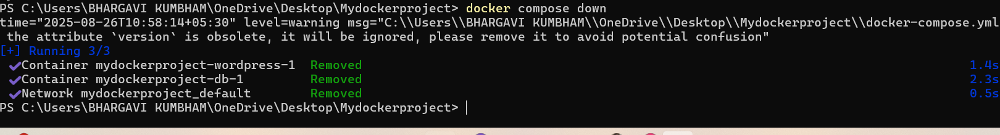 PS C:\Users\BHARGAVI KUMBHAM\OneDrive\Desktop\Mydockerproject> docker compose down
time="2025-08-26T10:58:14+05:30" level=warning msg="C:\\Users\\BHARGAVI KUMBHAM\\OneDrive\\Desktop\\Mydockerproject\\docker-compose.yml
 the attribute `version` is obsolete, it will be ignored, please remove it to avoid potential confusion"
[+] Running 3/3
 ✔Container mydockerproject-wordpress-1  Removed 1.4s
 ✔Container mydockerproject-db-1         Removed 2.3s
 ✔Network mydockerproject_default        Removed 0.5s
PS C:\Users\BHARGAVI KUMBHAM\OneDrive\Desktop\Mydockerproject>